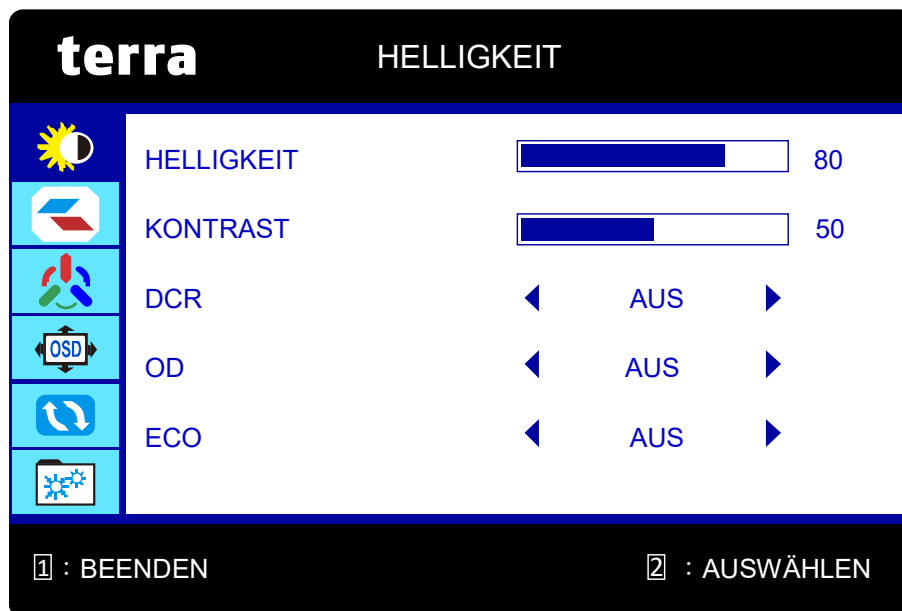 terra HELLIGKEIT
HELLIGKEIT 80
KONTRAST 50
DCR AUS
OSD
OD AUS
ECO AUS
1 : BEENDEN 2 : AUSWÄHLEN